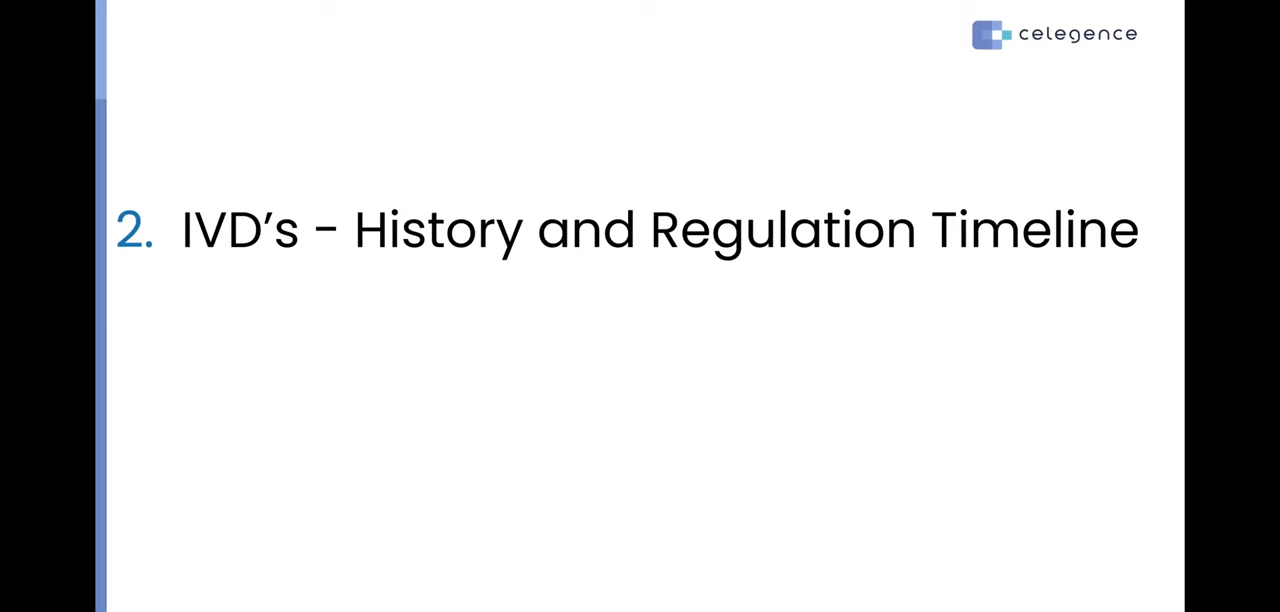 celegence
2. IVD’s - History and Regulation Timeline